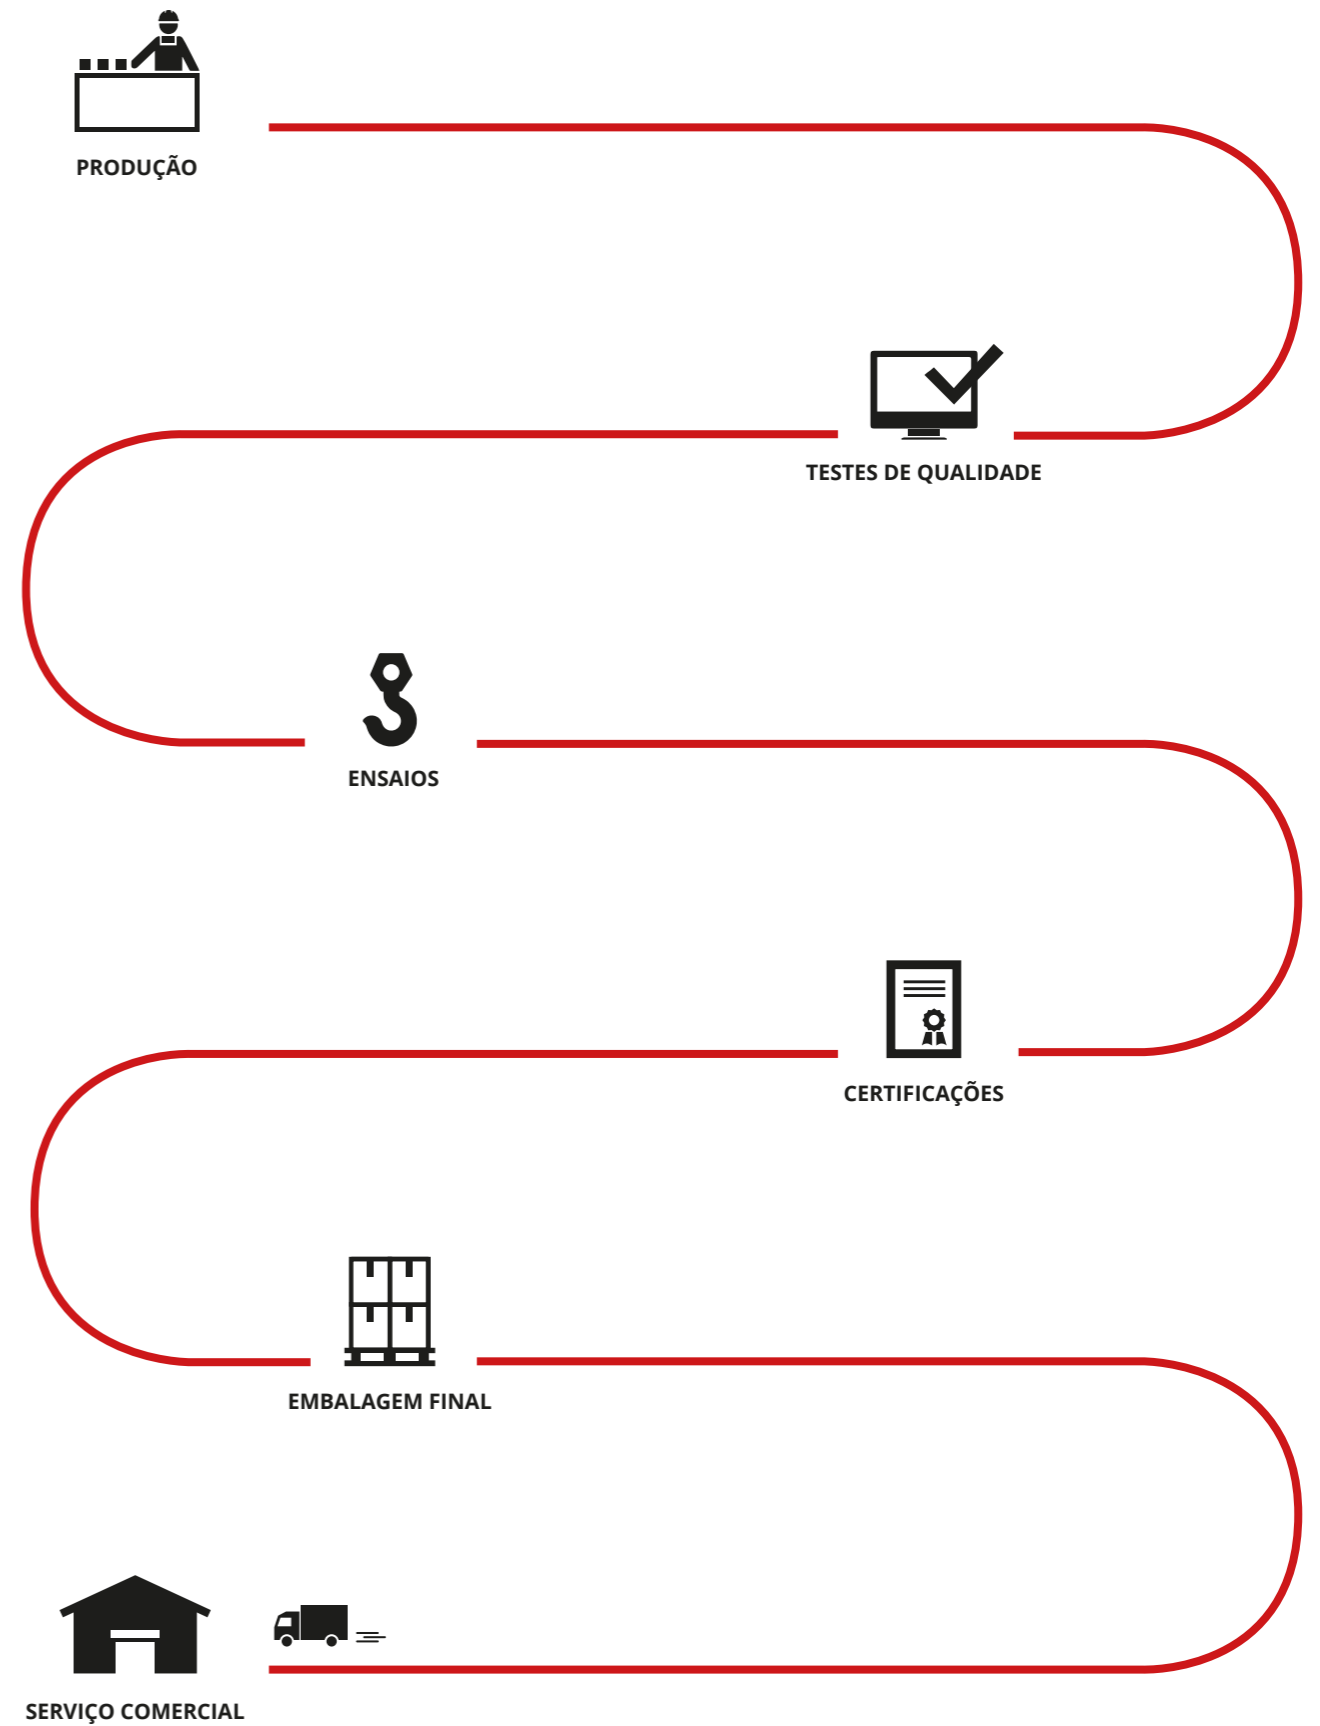 PRODUÇÃO
TESTES DE QUALIDADE
ENSAIOS
CERTIFICAÇÕES
EMBALAGEM FINAL
SERVIÇO COMERCIAL